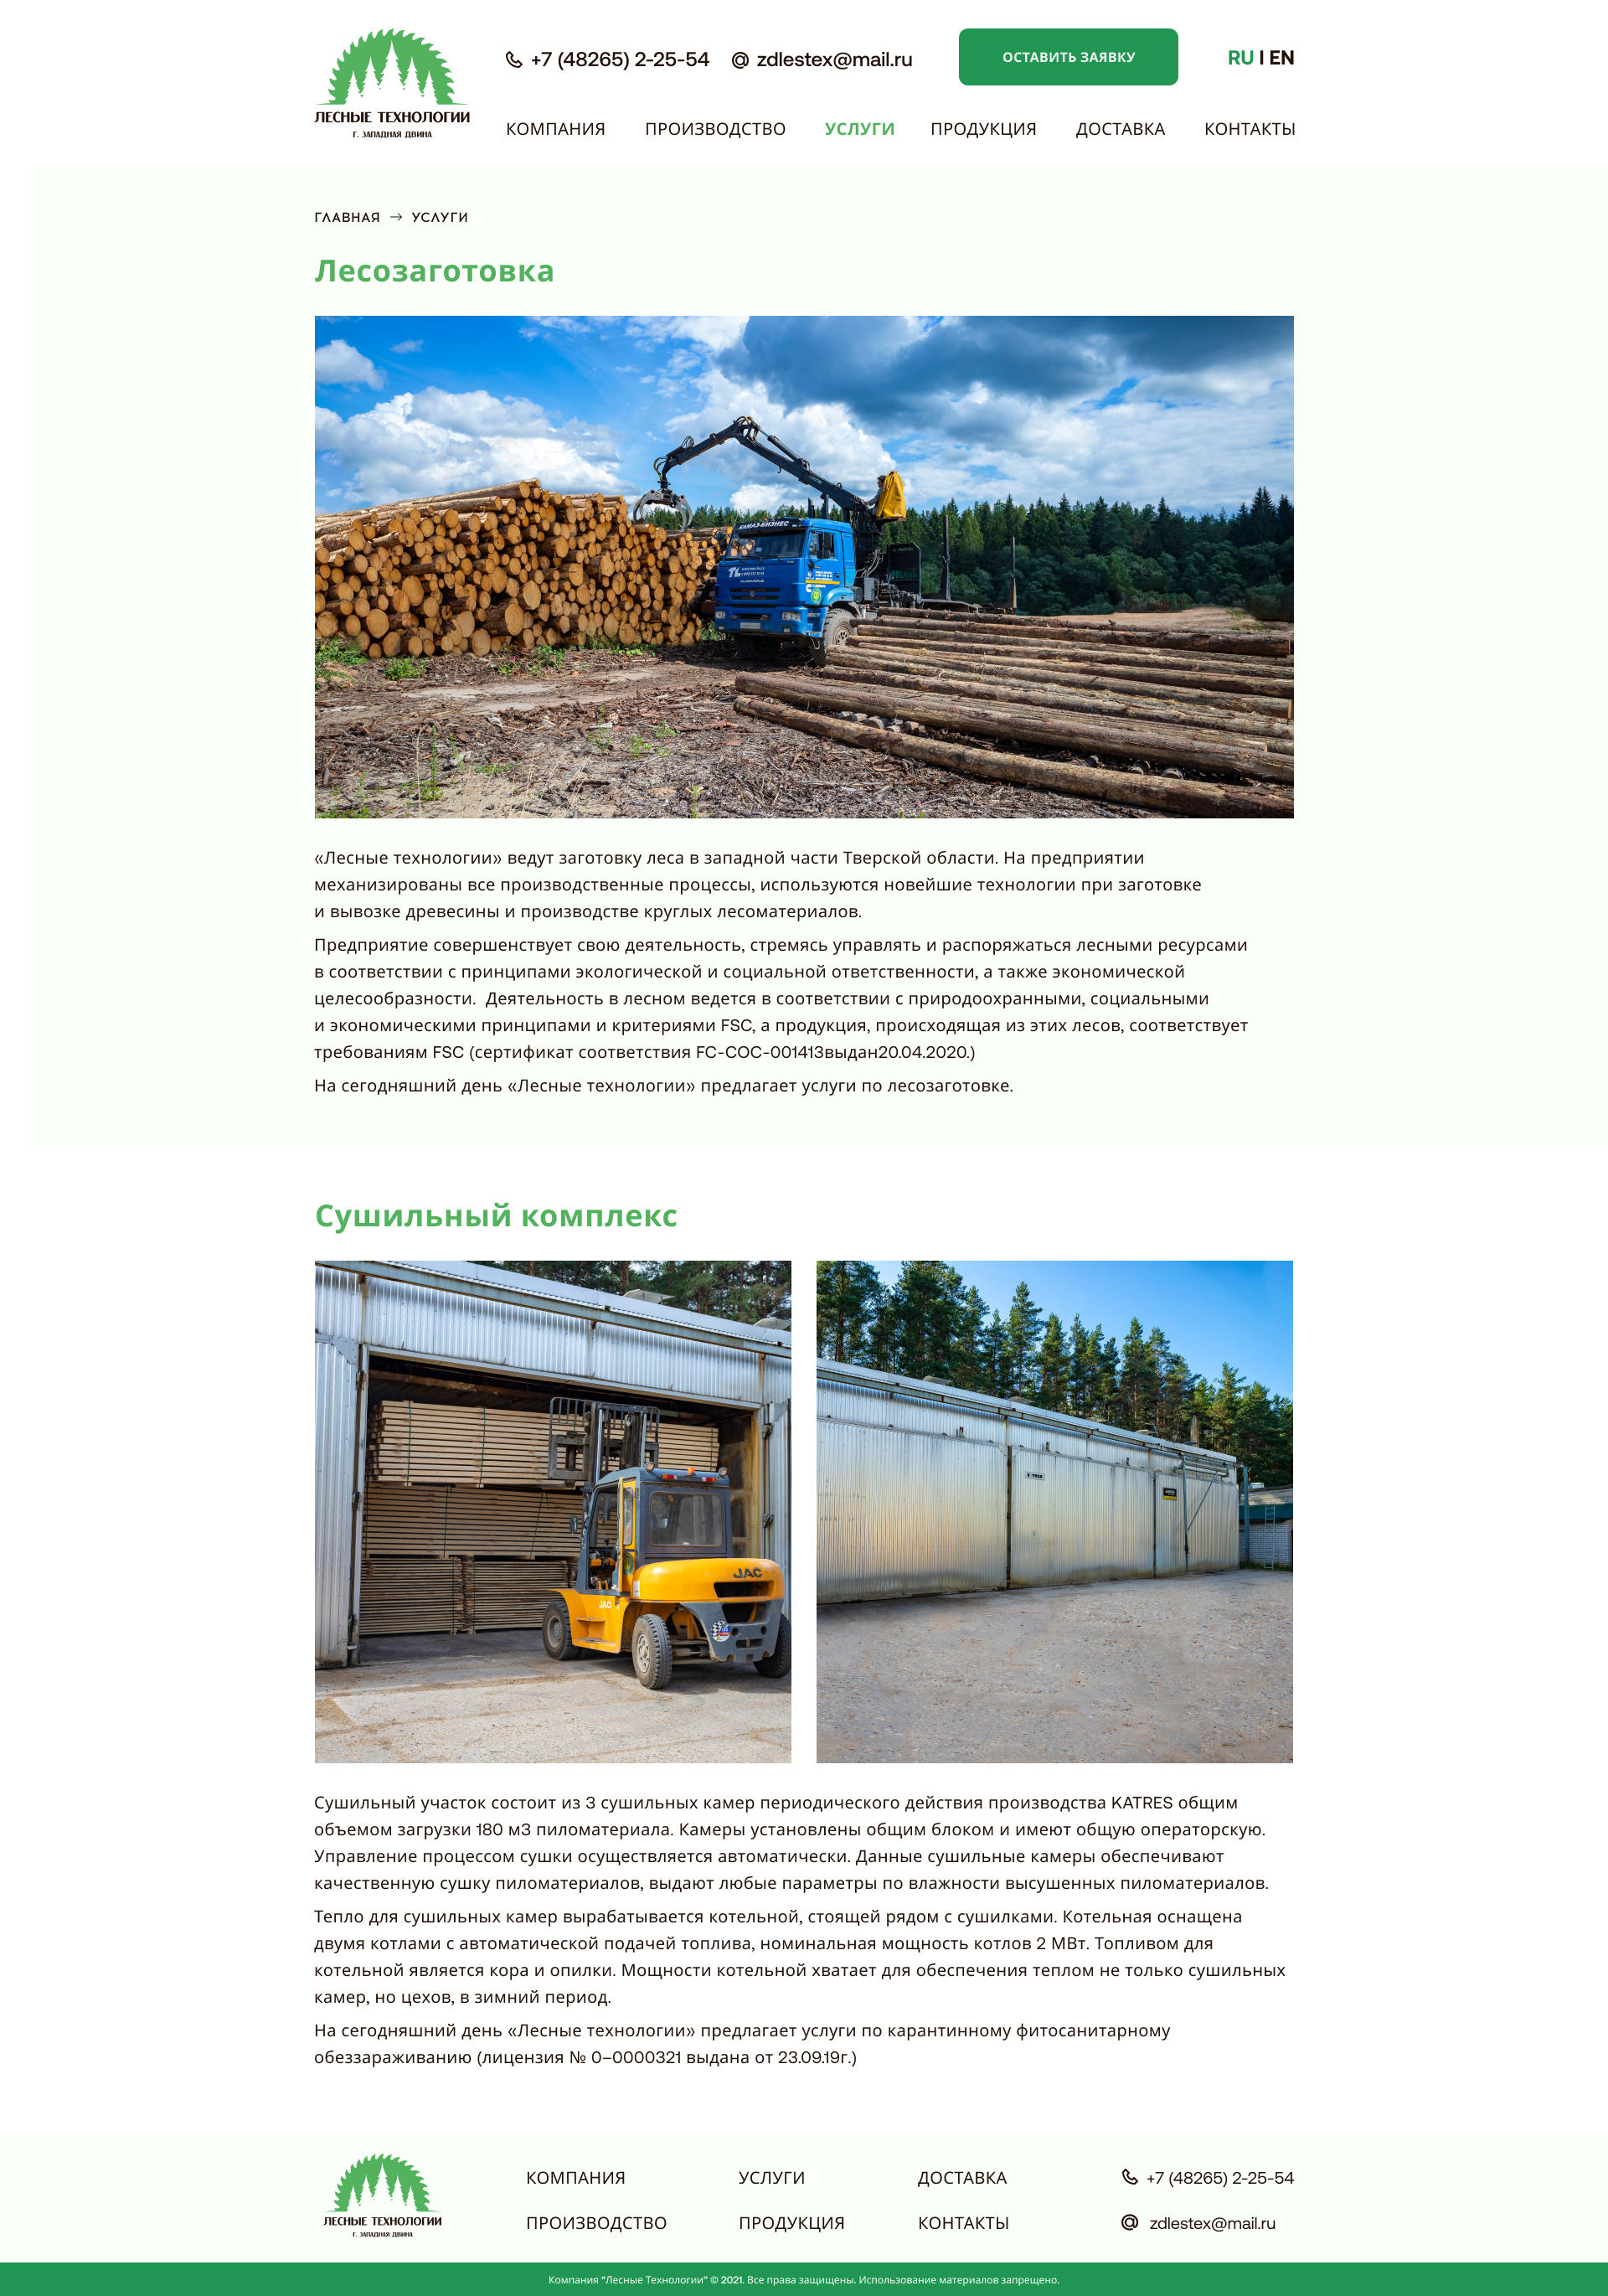 +7 (48265) 2-25-54
zdlestex@mail.ru
ОСТАВИТЬ ЗАЯВКУ
RU I EN
ЛЕСНЫЕ ТЕХНОЛОГИИ
Г. ЗАПАДНАЯ ДВИНА
КОМПАНИЯ ПРОИЗВОДСТВО УСЛУГИ ПРОДУКЦИЯ ДОСТАВКА КОНТАКТЫ
ГЛАВНАЯ → УСЛУГИ
Лесозаготовка
КАМАЗ-БИЗНЕС
TL
«Лесные технологии» ведут заготовку леса в западной части Тверской области. На предприятии
механизированы все производственные процессы, используются новейшие технологии при заготовке
и вывозке древесины и производстве круглых лесоматериалов.
Предприятие совершенствует свою деятельность, стремясь управлять и распоряжаться лесными ресурсами
в соответствии с принципами экологической и социальной ответственности, а также экономической
целесообразности.  Деятельность в лесном ведется в соответствии с природоохранными, социальными
и экономическими принципами и критериями FSC, а продукция, происходящая из этих лесов, соответствует
требованиям FSC (сертификат соответствия FC-COC-001413выдан20.04.2020.)
На сегодняшний день «Лесные технологии» предлагает услуги по лесозаготовке.
Сушильный комплекс
JAC
JAC
Сушильный участок состоит из 3 сушильных камер периодического действия производства KATRES общим
объемом загрузки 180 м3 пиломатериала. Камеры установлены общим блоком и имеют общую операторскую.
Управление процессом сушки осуществляется автоматически. Данные сушильные камеры обеспечивают
качественную сушку пиломатериалов, выдают любые параметры по влажности высушенных пиломатериалов.
Тепло для сушильных камер вырабатывается котельной, стоящей рядом с сушилками. Котельная оснащена
двумя котлами с автоматической подачей топлива, номинальная мощность котлов 2 МВт. Топливом для
котельной является кора и опилки. Мощности котельной хватает для обеспечения теплом не только сушильных
камер, но цехов, в зимний период.
На сегодняшний день «Лесные технологии» предлагает услуги по карантинному фитосанитарному
обеззараживанию (лицензия № 0–0000321 выдана от 23.09.19г.)
ЛЕСНЫЕ ТЕХНОЛОГИИ
Г. ЗАПАДНАЯ ДВИНА
КОМПАНИЯ УСЛУГИ ДОСТАВКА +7 (48265) 2-25-54
ПРОИЗВОДСТВО ПРОДУКЦИЯ КОНТАКТЫ zdlestex@mail.ru
Компания "Лесные Технологии" © 2021. Все права защищены. Использование материалов запрещено.